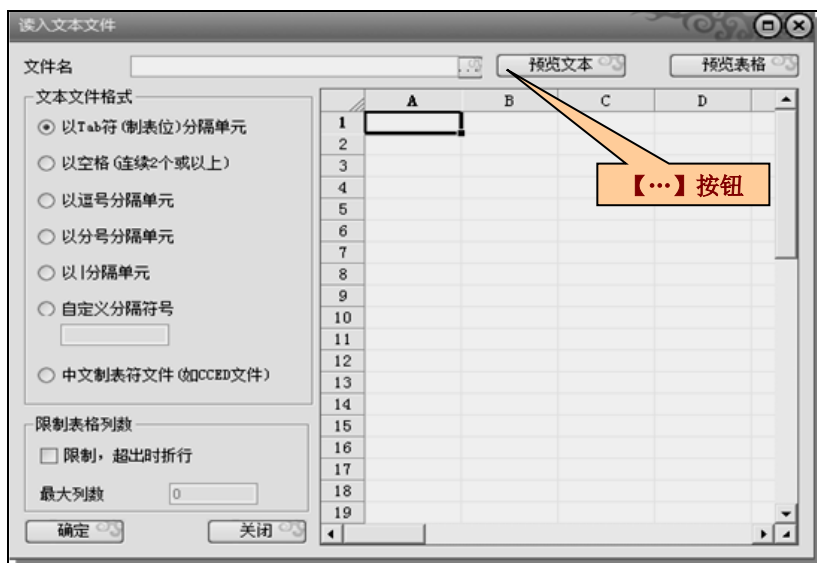 读入文本文件
文件名 ... 预览文本 预览表格
文本文件格式
以Tab符(制表位)分隔单元
以空格(连续2个或以上)
以逗号分隔单元
以分号分隔单元
以|分隔单元
自定义分隔符号
中文制表符文件(如CCED文件)
限制表格列数
限制，超出时折行
最大列数 0
确定 关闭
A B C D
1
2
3
4
5
6
7
8
9
10
11
12
13
14
15
16
17
18
19
【…】按钮